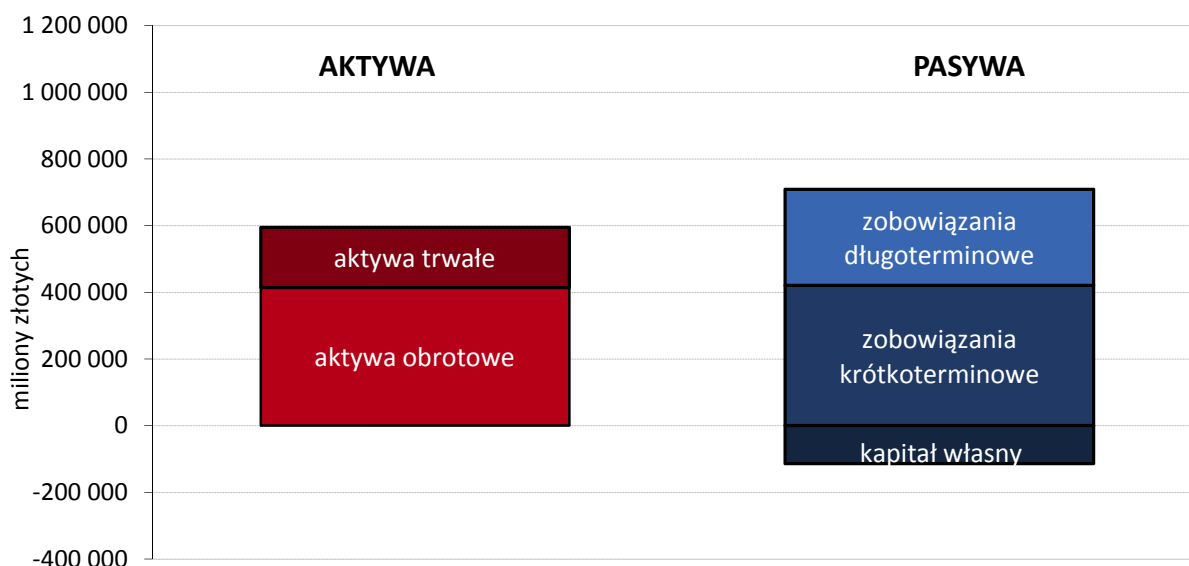 1 200 000
AKTYWA
PASYWA
1 000 000
800 000
600 000
400 000
200 000
0
-200 000
-400 000
miliony złotych
aktywa trwałe
aktywa obrotowe
zobowiązania
długoterminowe
zobowiązania
krótkoterminowe
kapitał własny